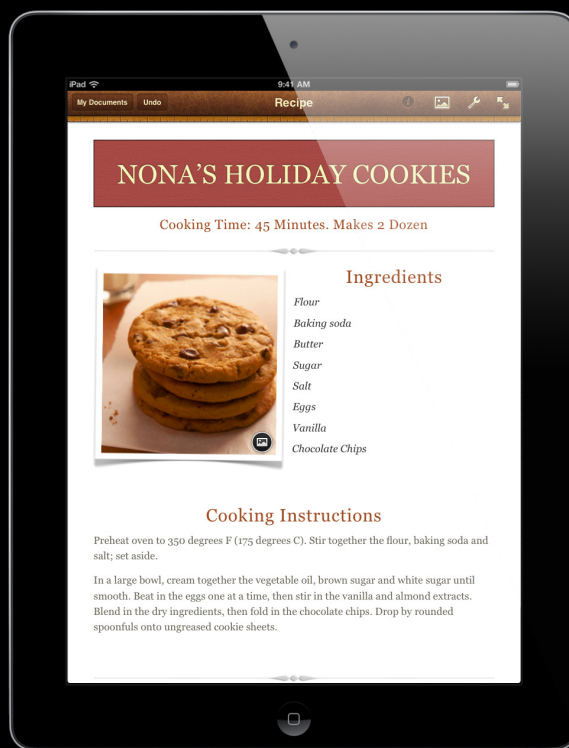 iPad 9:41 AM
My Documents Undo Recipe
NONA'S HOLIDAY COOKIES
Cooking Time: 45 Minutes. Makes 2 Dozen
Ingredients
Flour
Baking soda
Butter
Sugar
Salt
Eggs
Vanilla
Chocolate Chips
Cooking Instructions
Preheat oven to 350 degrees F (175 degrees C). Stir together the flour, baking soda and
salt; set aside.
In a large bowl, cream together the vegetable oil, brown sugar and white sugar until
smooth. Beat in the eggs one at a time, then stir in the vanilla and almond extracts.
Blend in the dry ingredients, then fold in the chocolate chips. Drop by rounded
spoonfuls onto ungreased cookie sheets.